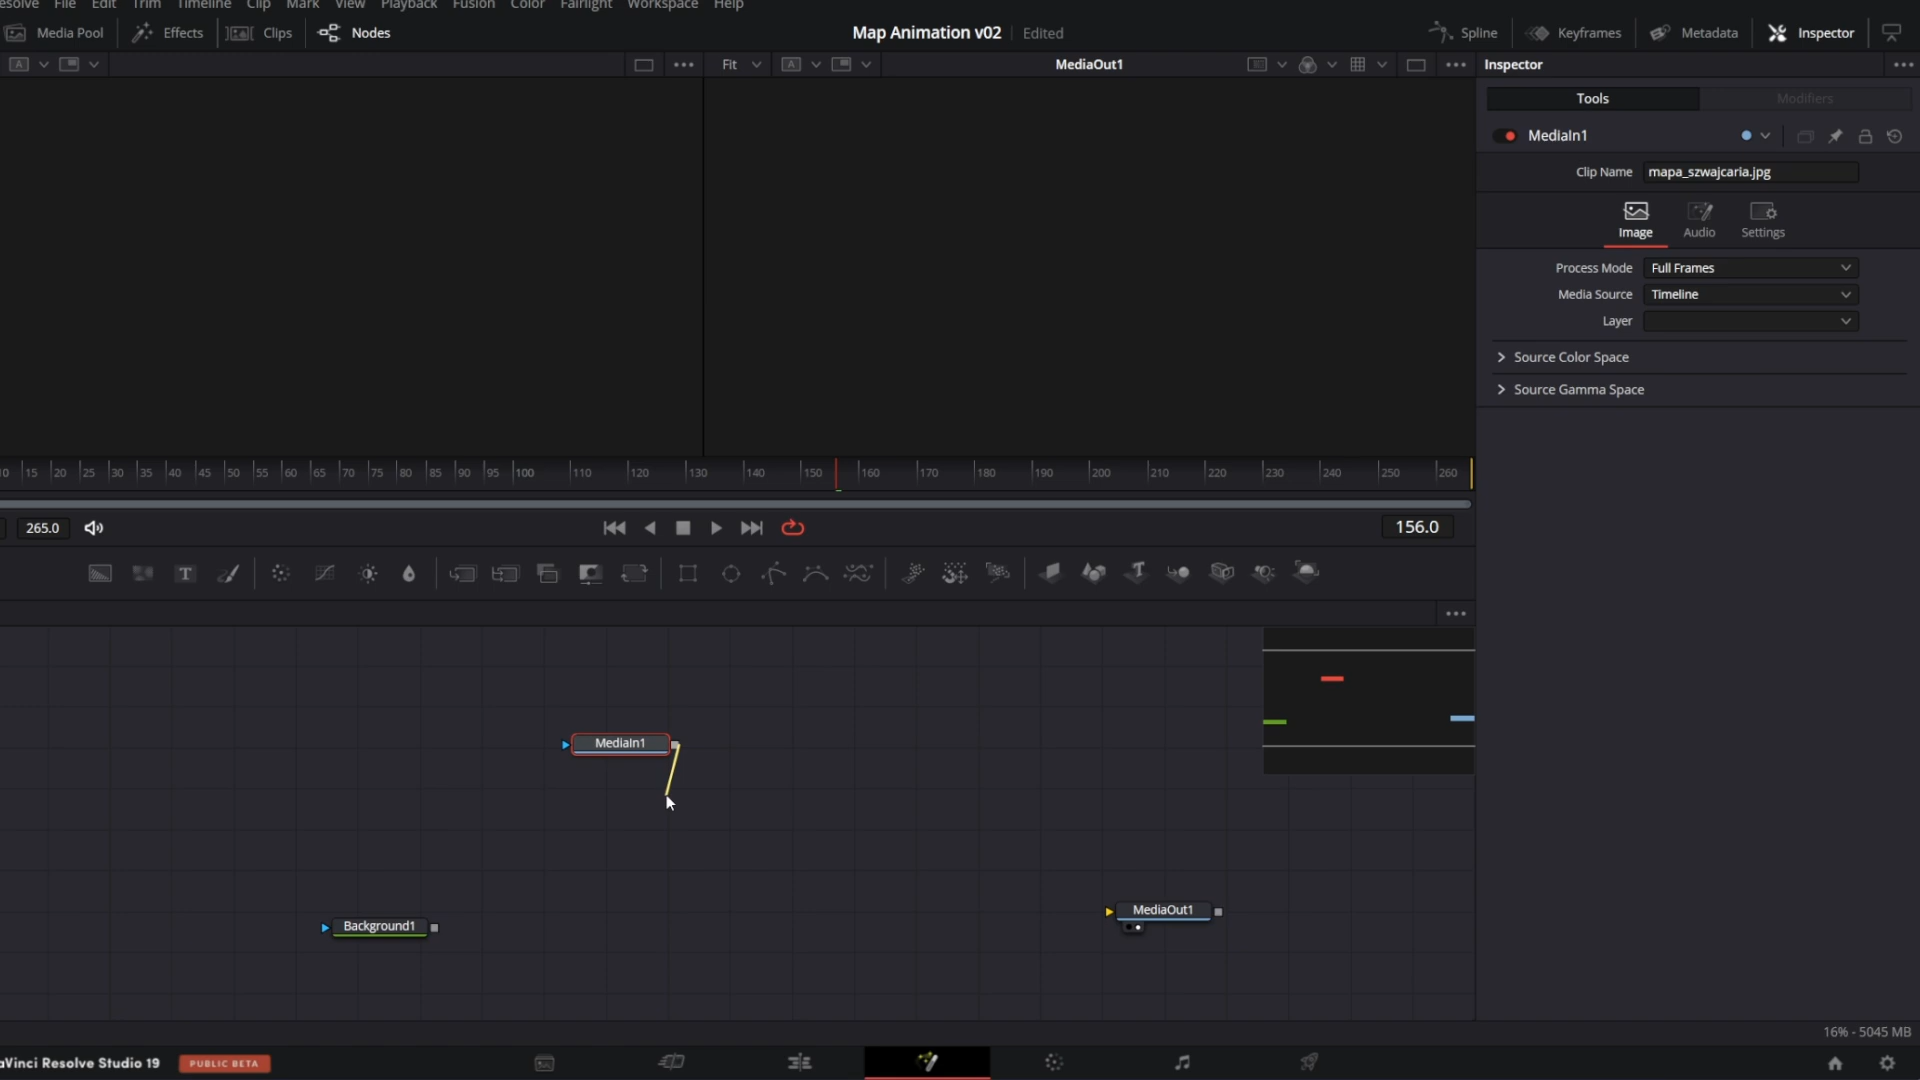 esolve File Edit Trim Timeline Clip Mark View Playback Fusion Color Fairlight Workspace Help
Media Pool Effects Clips Nodes Map Animation v02 Edited Spline Keyframes Metadata Inspector
A Fit A MediaOut1 Inspector
Tools Modifiers
MediaIn1
Clip Name mapa_szwajcaria.jpg
Image Audio Settings
Process Mode Full Frames
Media Source Timeline
Layer
Source Color Space
Source Gamma Space
10 15 20 25 30 35 40 45 50 55 60 65 70 75 80 85 90 95 100 110 120 130 140 150 160 170 180 190 200 210 220 230 240 250 260
265.0 156.0
T T
MediaIn1
MediaOut1
Background1
16% - 5045 MB
aVinci Resolve Studio 19 PUBLIC BETA